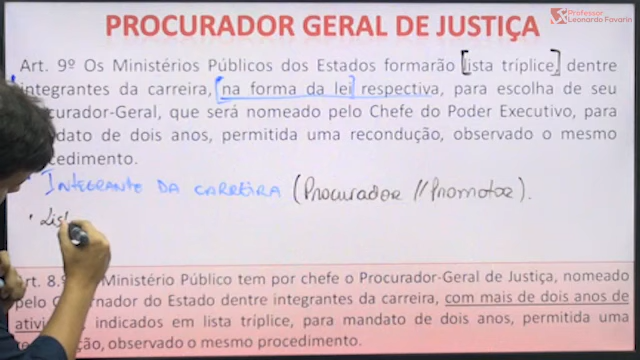 PROCURADOR GERAL DE JUSTIÇA
Professor
Leonardo Favarin
Art. 9º Os Ministérios Públicos dos Estados formarão [lista tríplice,] dentre
integrantes da carreira, [na forma da lei] respectiva, para escolha de seu
que será nomeado pelo Chefe do Poder Executivo, para
de dois anos, permitida uma recondução, observado o mesmo
INTEGRANTE DA CARREIRA (Procurador // Promotor).
Art. 8.º Ministério Público tem por chefe o Procurador-Geral de Justiça, nomeado
pelo Governador do Estado dentre integrantes da carreira, com mais de dois anos de
indicados em lista tríplice, para mandato de dois anos, permitida uma
observado o mesmo procedimento.